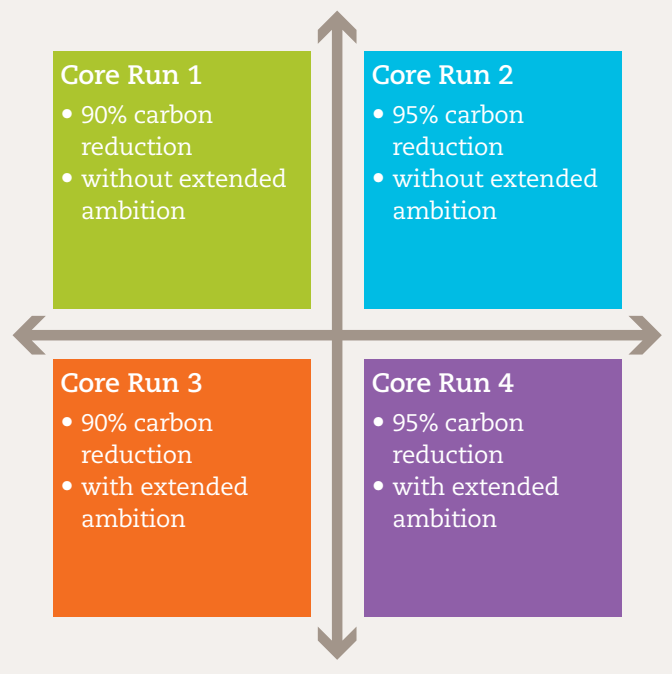 Core Run 1
• 90% carbon
reduction
• without extended
ambition
Core Run 2
• 95% carbon
reduction
• without extended
ambition
Core Run 3
• 90% carbon
reduction
• with extended
ambition
Core Run 4
• 95% carbon
reduction
• with extended
ambition